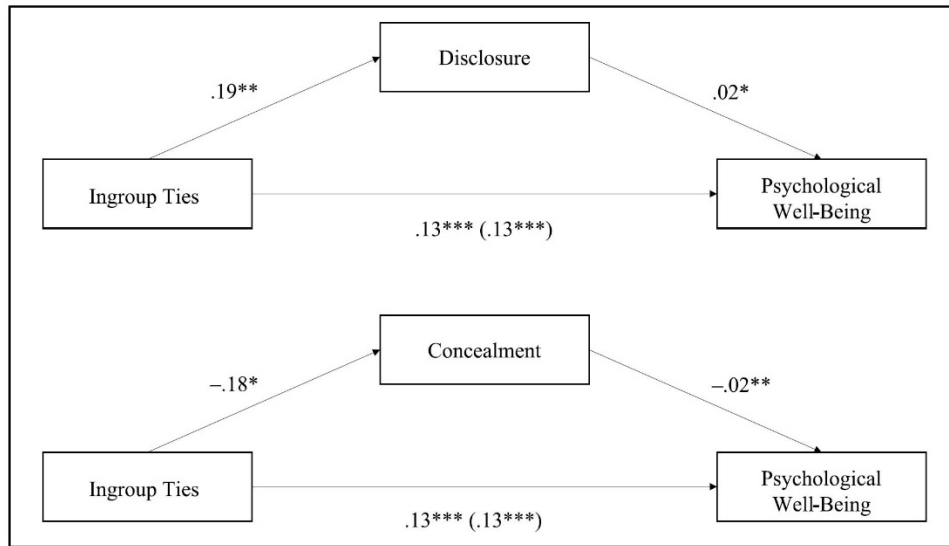 Disclosure
.19**
.02*
Ingroup Ties
Psychological
Well-Being
.13*** (.13***)
Concealment
–.18*
–.02**
Ingroup Ties
Psychological
Well-Being
.13*** (.13***)